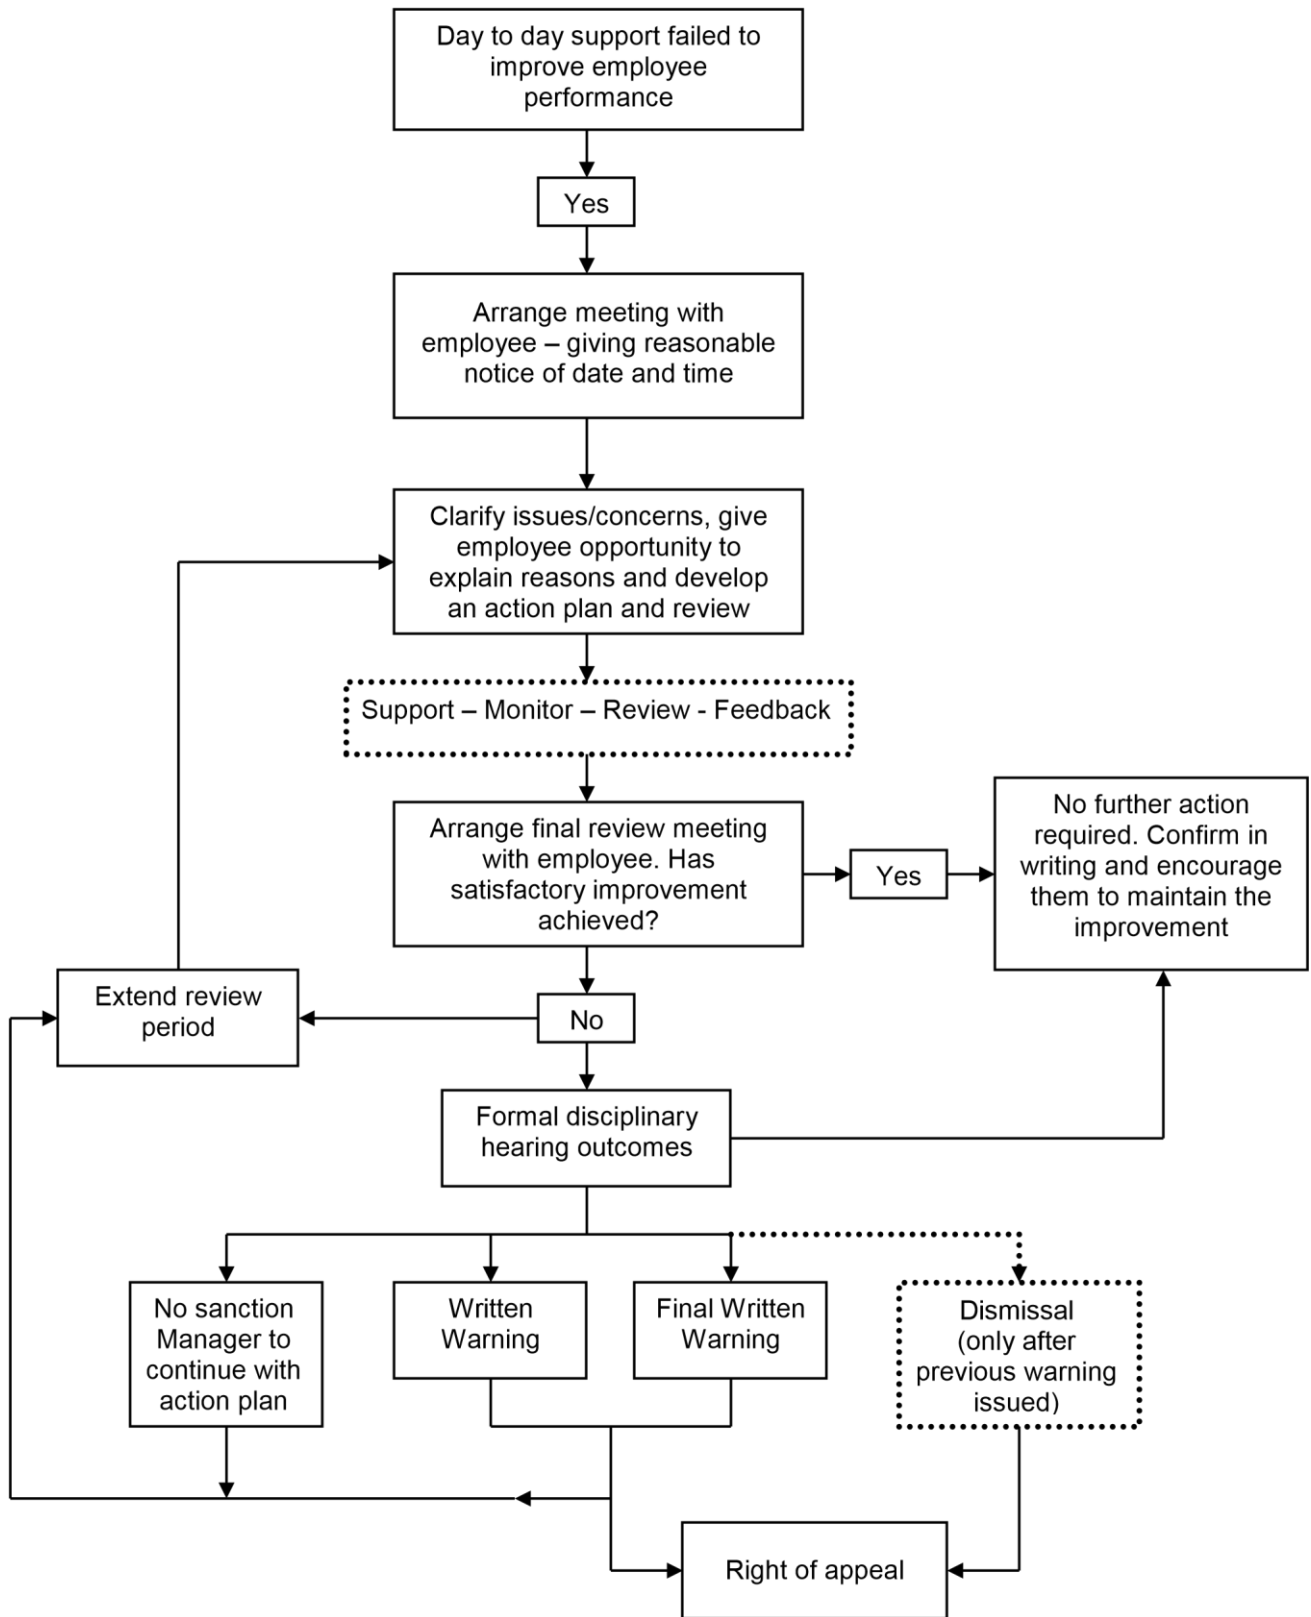 Day to day support failed to
improve employee
performance
Yes
Arrange meeting with
employee – giving reasonable
notice of date and time
Clarify issues/concerns, give
employee opportunity to
explain reasons and develop
an action plan and review
Support – Monitor – Review - Feedback
Arrange final review meeting
with employee. Has
satisfactory improvement
achieved?
Yes
No further action
required. Confirm in
writing and encourage
them to maintain the
improvement
Extend review
period
No
Formal disciplinary
hearing outcomes
No sanction
Manager to
continue with
action plan
Written
Warning
Final Written
Warning
Dismissal
(only after
previous warning
issued)
Right of appeal